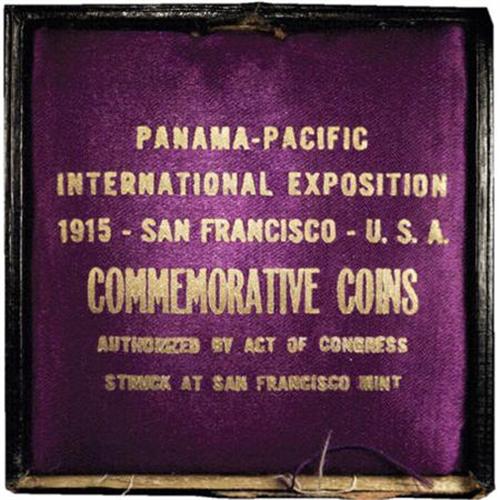 PANAMA-PACIFIC
INTERNATIONAL EXPOSITION
1915 - SAN FRANCISCO - U. S. A.
COMMEMORATIVE COINS
AUTHORIZED BY ACT OF CONGRESS
STRUCK AT SAN FRANCISCO MINT